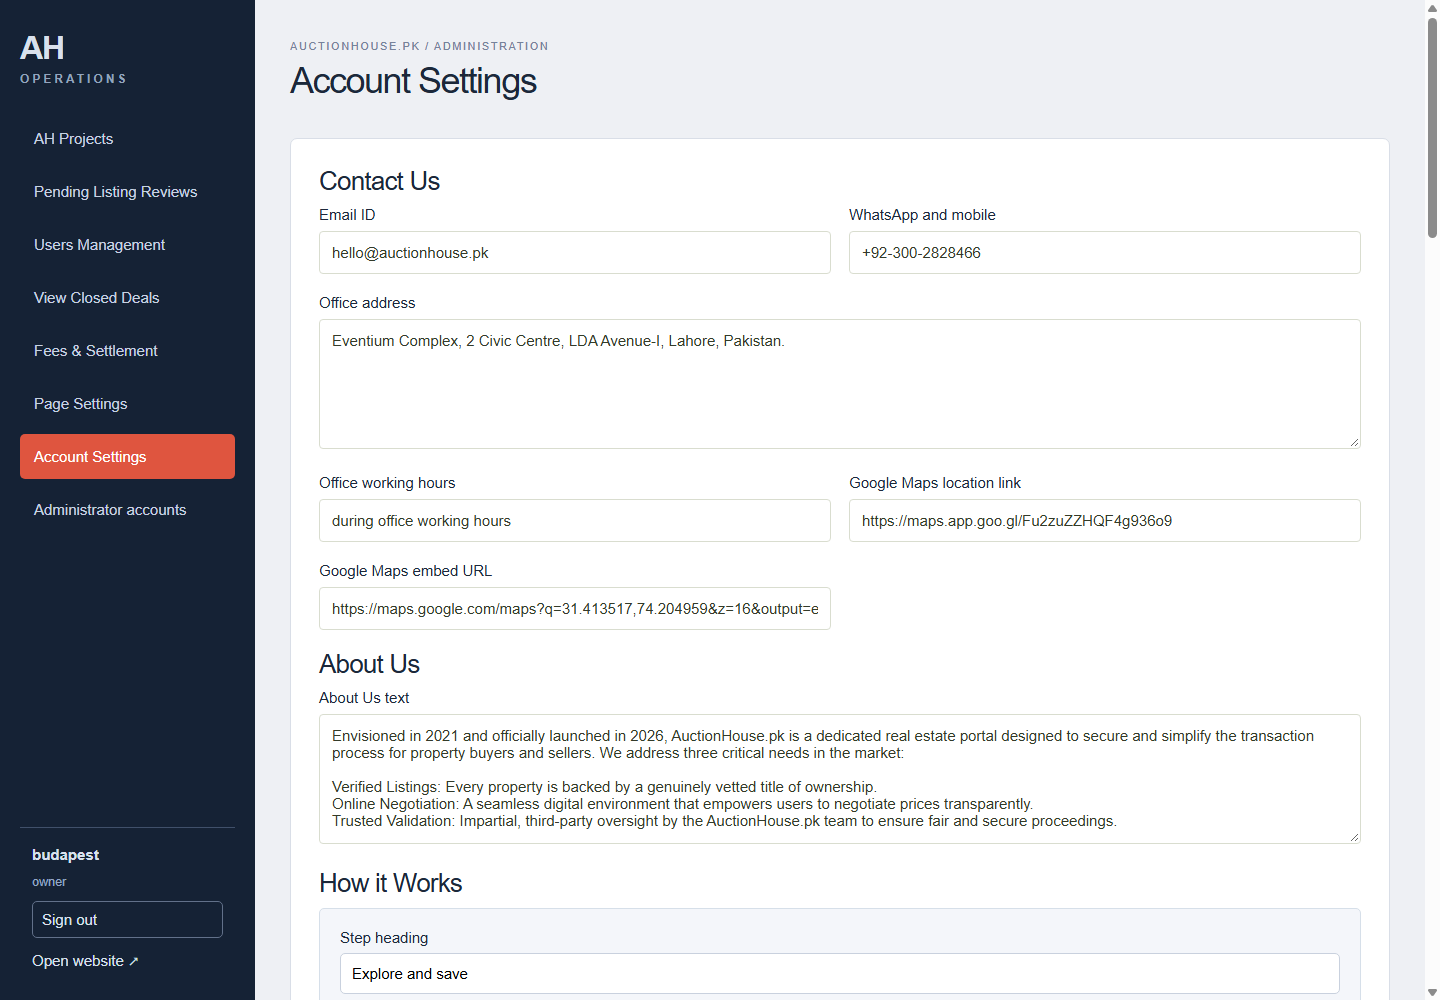 AH
OPERATIONS
AH Projects
Pending Listing Reviews
Users Management
View Closed Deals
Fees & Settlement
Page Settings
Account Settings
Administrator accounts
budapest
owner
Sign out
Open website ↗
AUCTIONHOUSE.PK / ADMINISTRATION
Account Settings
Contact Us
Email ID
hello@auctionhouse.pk
WhatsApp and mobile
+92-300-2828466
Office address
Eventium Complex, 2 Civic Centre, LDA Avenue-I, Lahore, Pakistan.
Office working hours
during office working hours
Google Maps location link
https://maps.app.goo.gl/Fu2zuZZHQF4g936o9
Google Maps embed URL
https://maps.google.com/maps?q=31.413517,74.204959&z=16&output=e
About Us
About Us text
Envisioned in 2021 and officially launched in 2026, AuctionHouse.pk is a dedicated real estate portal designed to secure and simplify the transaction
process for property buyers and sellers. We address three critical needs in the market:
Verified Listings: Every property is backed by a genuinely vetted title of ownership.
Online Negotiation: A seamless digital environment that empowers users to negotiate prices transparently.
Trusted Validation: Impartial, third-party oversight by the AuctionHouse.pk team to ensure fair and secure proceedings.
How it Works
Step heading
Explore and save